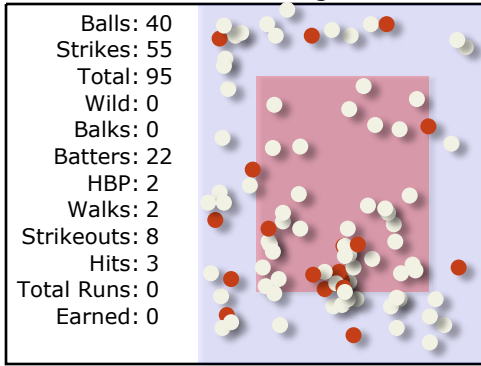 Balls: 40
Strikes: 55
Total: 95
Wild: 0
Balks: 0
Batters: 22
HBP: 2
Walks: 2
Strikeouts: 8
Hits: 3
Total Runs: 0
Earned: 0